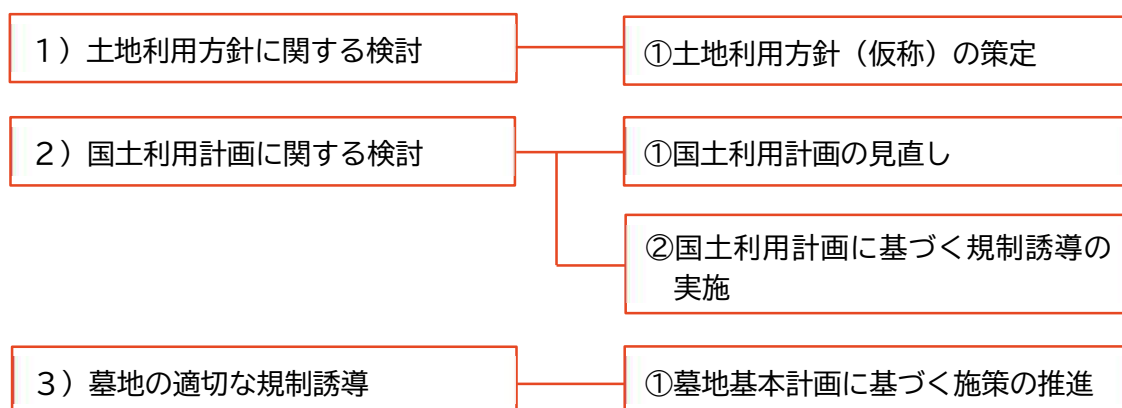 １）土地利用方針に関する検討
①土地利用方針（仮称）の策定
２）国土利用計画に関する検討
①国土利用計画の見直し
②国土利用計画に基づく規制誘導の
実施
３）墓地の適切な規制誘導
①墓地基本計画に基づく施策の推進